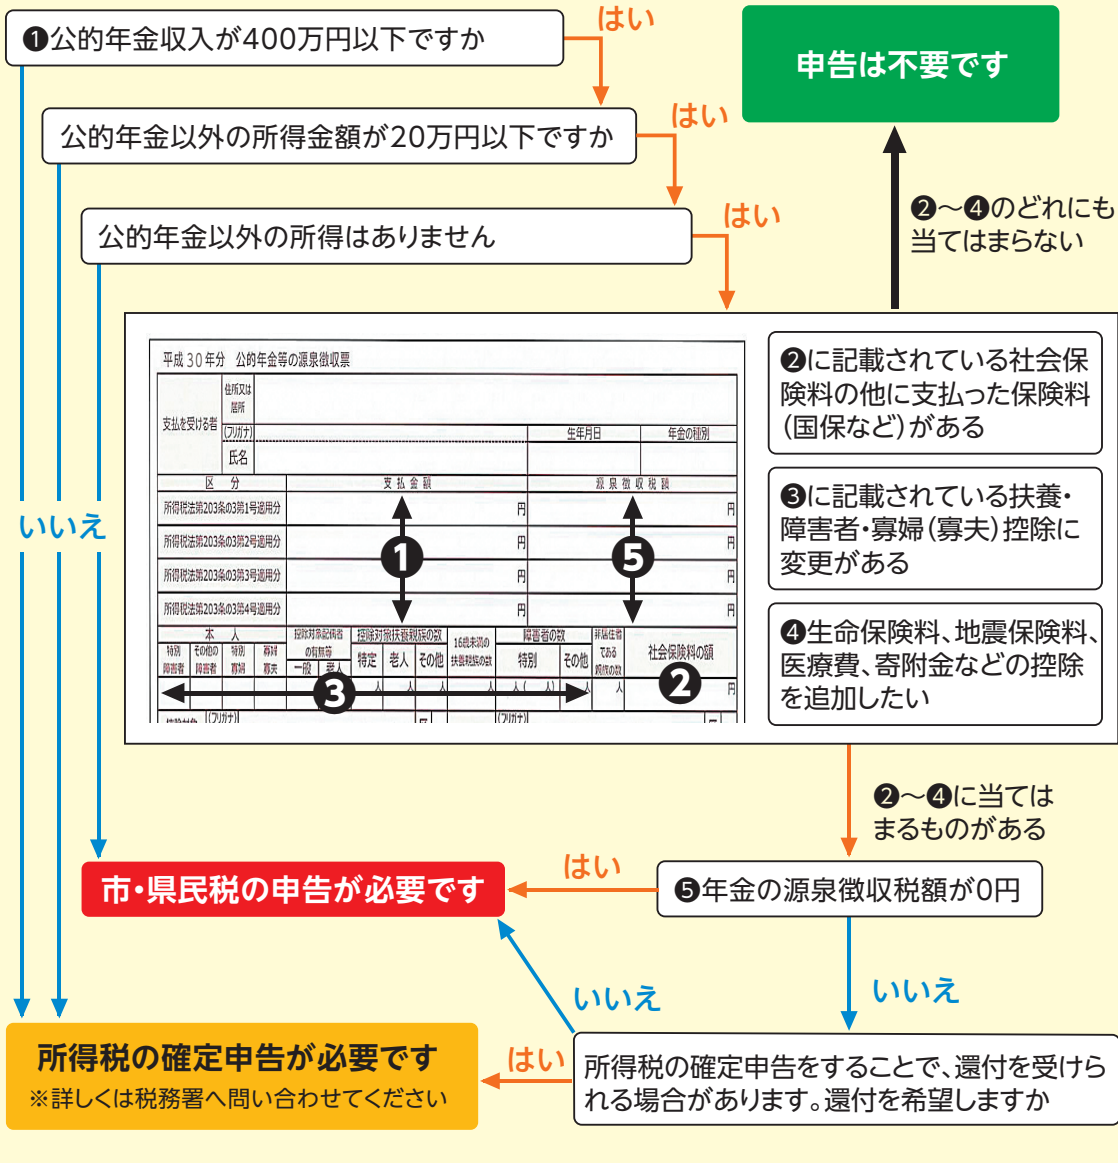 ❶公的年金収入が400万円以下ですか
はい
申告は不要です
公的年金以外の所得金額が20万円以下ですか
はい
公的年金以外の所得はありません
はい
❷〜❹のどれにも
当てはまらない
平成30年分 公的年金等の源泉徴収票
支払を受ける者
住所又は
居所
(フリガナ)
氏名
生年月日
年金の種別
区分
支払金額
源泉徴収税額
所得税法第203条の3第1号適用分
円
円
所得税法第203条の3第2号適用分
円
円
所得税法第203条の3第3号適用分
円
円
所得税法第203条の3第4号適用分
円
円
❶
❺
本人
特別
障害者
その他の
障害者
特別
寡婦
寡婦
寡夫
控除対象配偶者
の有無等
一般
老人
控除対象扶養親族の数
特定
老人
その他
16歳未満の
扶養親族の数
障害者の数
特別
その他
非居住者
である
親族の数
社会保険料の額
❸
人
人
人
人
人(
人)
人
人
❷
円
(フリガナ)
(フリガナ)
❷に記載されている社会保
険料の他に支払った保険料
(国保など)がある
❸に記載されている扶養・
障害者・寡婦(寡夫)控除に
変更がある
❹生命保険料、地震保険料、
医療費、寄附金などの控除
を追加したい
いいえ
❷〜❹に当ては
まるものがある
市・県民税の申告が必要です
はい
❺年金の源泉徴収税額が0円
いいえ
いいえ
所得税の確定申告が必要です
※詳しくは税務署へ問い合わせてください
はい
所得税の確定申告をすることで、還付を受けら
れる場合があります。還付を希望しますか